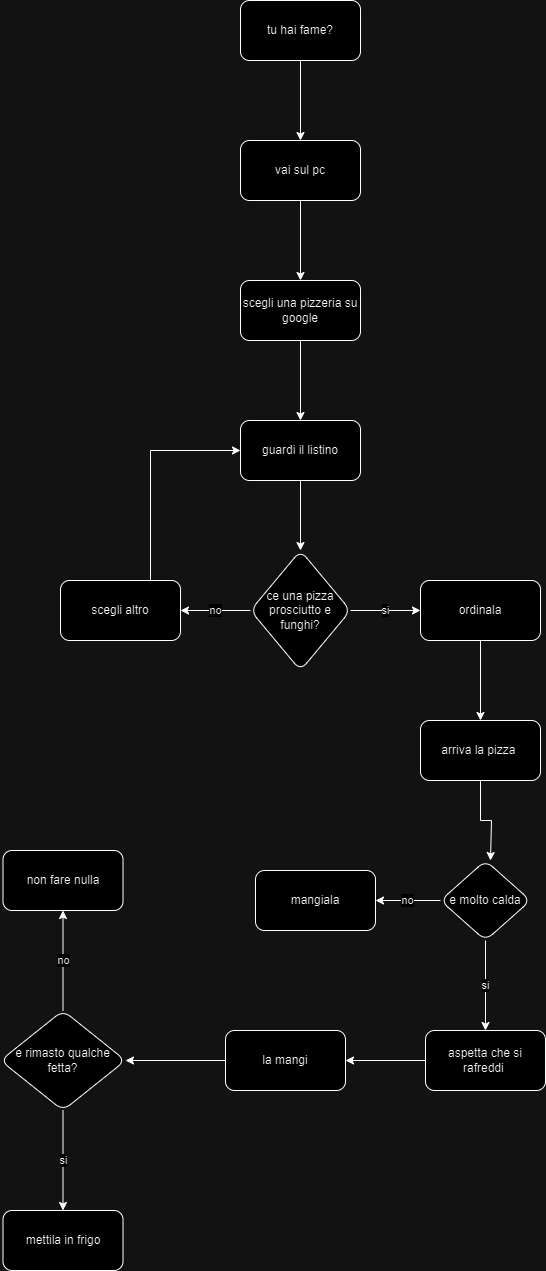 tu hai fame?
vai sul pc
scegli una pizzeria su
google
guardi il listino
ce una pizza
prosciutto e
funghi?
no
si
scegli altro
ordinala
arriva la pizza
e molto calda
no
mangiala
si
aspetta che si
rafreddi
la mangi
e rimasto qualche
fetta?
no
non fare nulla
si
mettila in frigo